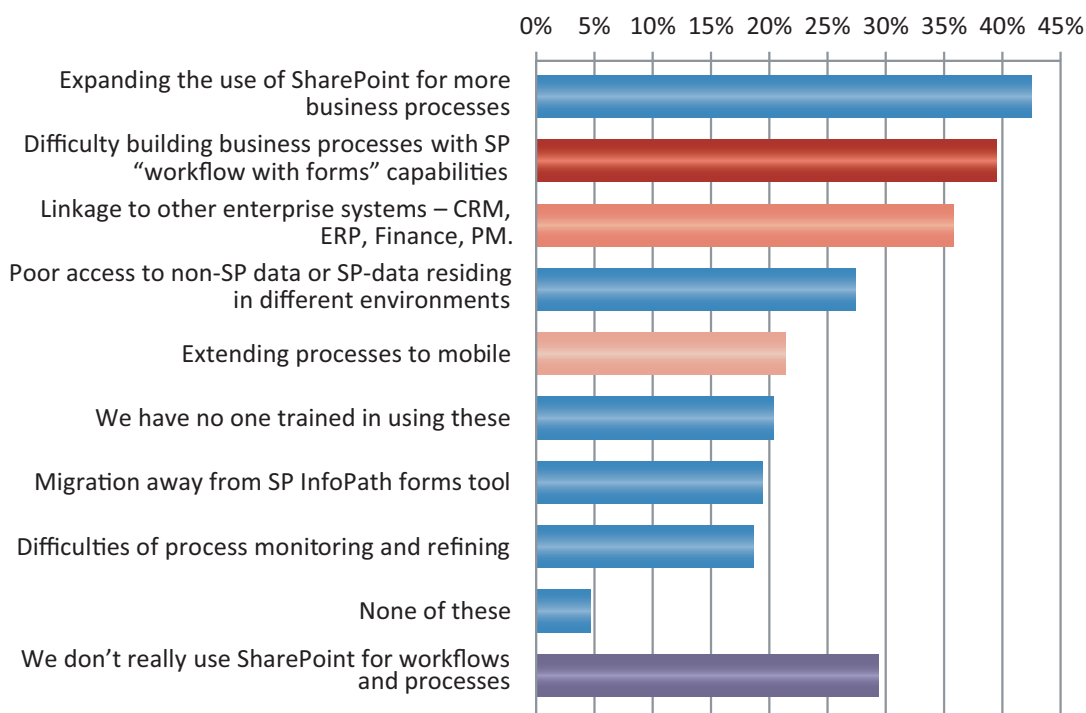 0% 5% 10% 15% 20% 25% 30% 35% 40% 45%
Expanding the use of SharePoint for more
business processes
Difficulty building business processes with SP
“workflow with forms” capabilities
Linkage to other enterprise systems – CRM,
ERP, Finance, PM.
Poor access to non-SP data or SP-data residing
in different environments
Extending processes to mobile
We have no one trained in using these
Migration away from SP InfoPath forms tool
Difficulties of process monitoring and refining
None of these
We don’t really use SharePoint for workflows
and processes